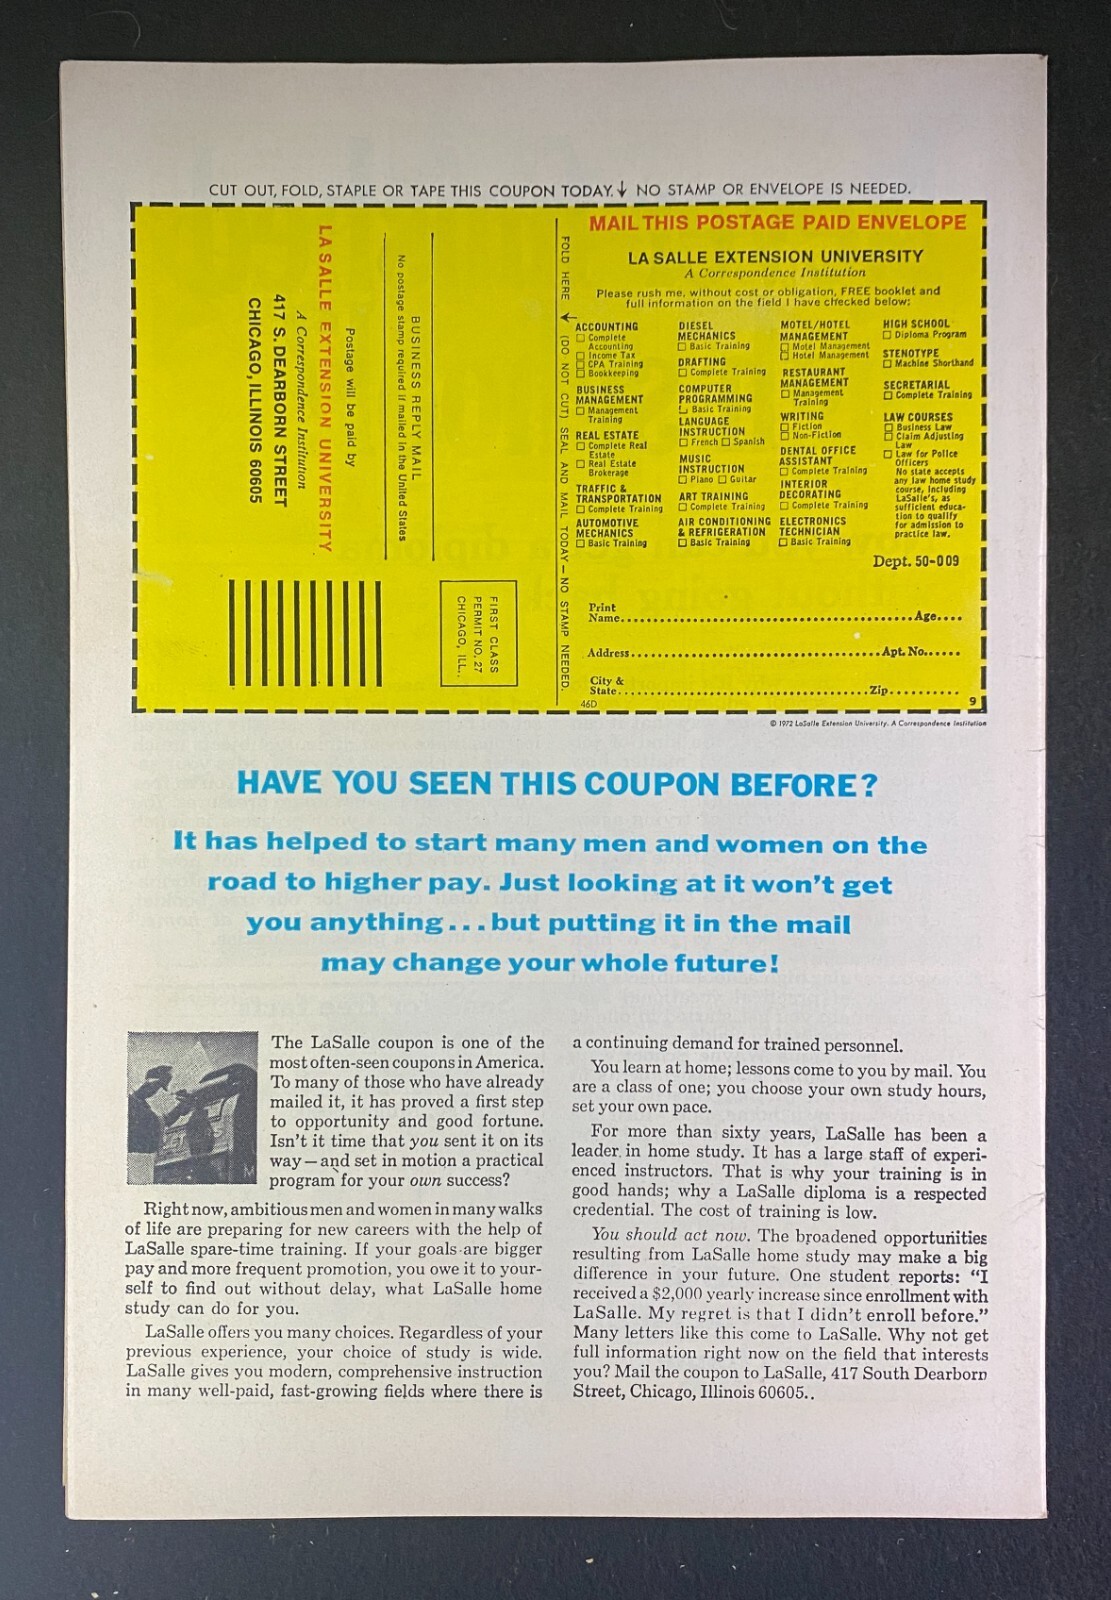 CUT OUT, FOLD, STAPLE OR TAPE THIS COUPON TODAY. NO STAMP OR ENVELOPE IS NEEDED.
LA SALLE EXTENSION UNIVERSITY
A Correspondence Institution
417 S. DEARBORN STREET
CHICAGO, ILLINOIS 60605
Postage will be paid by
No postage stamp required if mailed in the United States
BUSINESS REPLY MAIL
FIRST CLASS
PERMIT NO. 27
CHICAGO, ILL.
FOLD HERE (DO NOT CUT) SEAL AND MAIL TODAY — NO STAMP NEEDED.
MAIL THIS POSTAGE PAID ENVELOPE
LA SALLE EXTENSION UNIVERSITY
A Correspondence Institution
Please rush me, without cost or obligation, FREE booklet and
full information on the field I have checked below:
ACCOUNTING
Complete
Accounting
Income Tax
CPA Training
Bookkeeping
BUSINESS
MANAGEMENT
Management
Training
REAL ESTATE
Complete Real
Estate
Real Estate
Brokerage
TRAFFIC &
TRANSPORTATION
Complete Training
AUTOMOTIVE
MECHANICS
Basic Training
DIESEL
MECHANICS
Basic Training
DRAFTING
Complete Training
COMPUTER
PROGRAMMING
Basic Training
LANGUAGE
INSTRUCTION
French Spanish
MUSIC
INSTRUCTION
Piano Guitar
ART TRAINING
Complete Training
AIR CONDITIONING
& REFRIGERATION
Basic Training
MOTEL/HOTEL
MANAGEMENT
Motel Management
Hotel Management
RESTAURANT
MANAGEMENT
Management
Training
WRITING
Fiction
Non-Fiction
DENTAL OFFICE
ASSISTANT
Complete Training
INTERIOR
DECORATING
Complete Training
ELECTRONICS
TECHNICIAN
Basic Training
HIGH SCHOOL
Diploma Program
STENOTYPE
Machine Shorthand
SECRETARIAL
Complete Training
LAW COURSES
Business Law
Claim Adjusting
Law
Law for Police
Officers
No state accepts
any law home study
course, including
LaSalle's, as
sufficient educa-
tion to qualify
for admission to
practice law.
Dept. 50-009
Print
Name Age
Address Apt. No.
City &
State Zip
46D 9
© 1972 LaSalle Extension University. A Correspondence Institution
HAVE YOU SEEN THIS COUPON BEFORE?
It has helped to start many men and women on the
road to higher pay. Just looking at it won't get
you anything...but putting it in the mail
may change your whole future!
The LaSalle coupon is one of the
most often-seen coupons in America.
To many of those who have already
mailed it, it has proved a first step
to opportunity and good fortune.
Isn't it time that you sent it on its
way—and set in motion a practical
program for your own success?
Right now, ambitious men and women in many walks
of life are preparing for new careers with the help of
LaSalle spare-time training. If your goals are bigger
pay and more frequent promotion, you owe it to your-
self to find out without delay, what LaSalle home
study can do for you.
LaSalle offers you many choices. Regardless of your
previous experience, your choice of study is wide.
LaSalle gives you modern, comprehensive instruction
in many well-paid, fast-growing fields where there is
a continuing demand for trained personnel.
You learn at home; lessons come to you by mail. You
are a class of one; you choose your own study hours,
set your own pace.
For more than sixty years, LaSalle has been a
leader in home study. It has a large staff of experi-
enced instructors. That is why your training is in
good hands; why a LaSalle diploma is a respected
credential. The cost of training is low.
You should act now. The broadened opportunities
resulting from LaSalle home study may make a big
difference in your future. One student reports: "I
received a $2,000 yearly increase since enrollment with
LaSalle. My regret is that I didn't enroll before."
Many letters like this come to LaSalle. Why not get
full information right now on the field that interests
you? Mail the coupon to LaSalle, 417 South Dearborn
Street, Chicago, Illinois 60605..